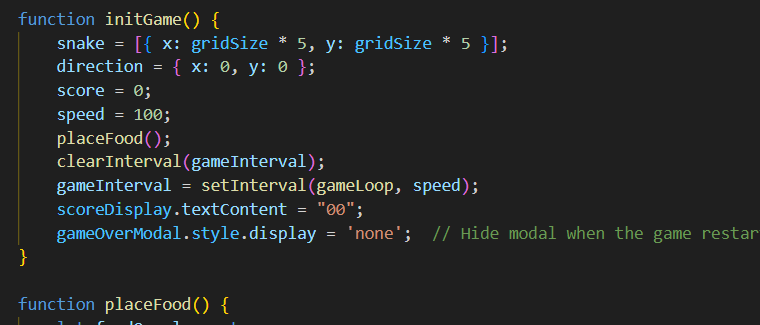 function initGame() {
snake = [{ x: gridSize * 5, y: gridSize * 5 }];
direction = { x: 0, y: 0 };
score = 0;
speed = 100;
placeFood();
clearInterval(gameInterval);
gameInterval = setInterval(gameLoop, speed);
scoreDisplay.textContent = "00";
gameOverModal.style.display = 'none';  // Hide modal when the game restar
}
function placeFood() {